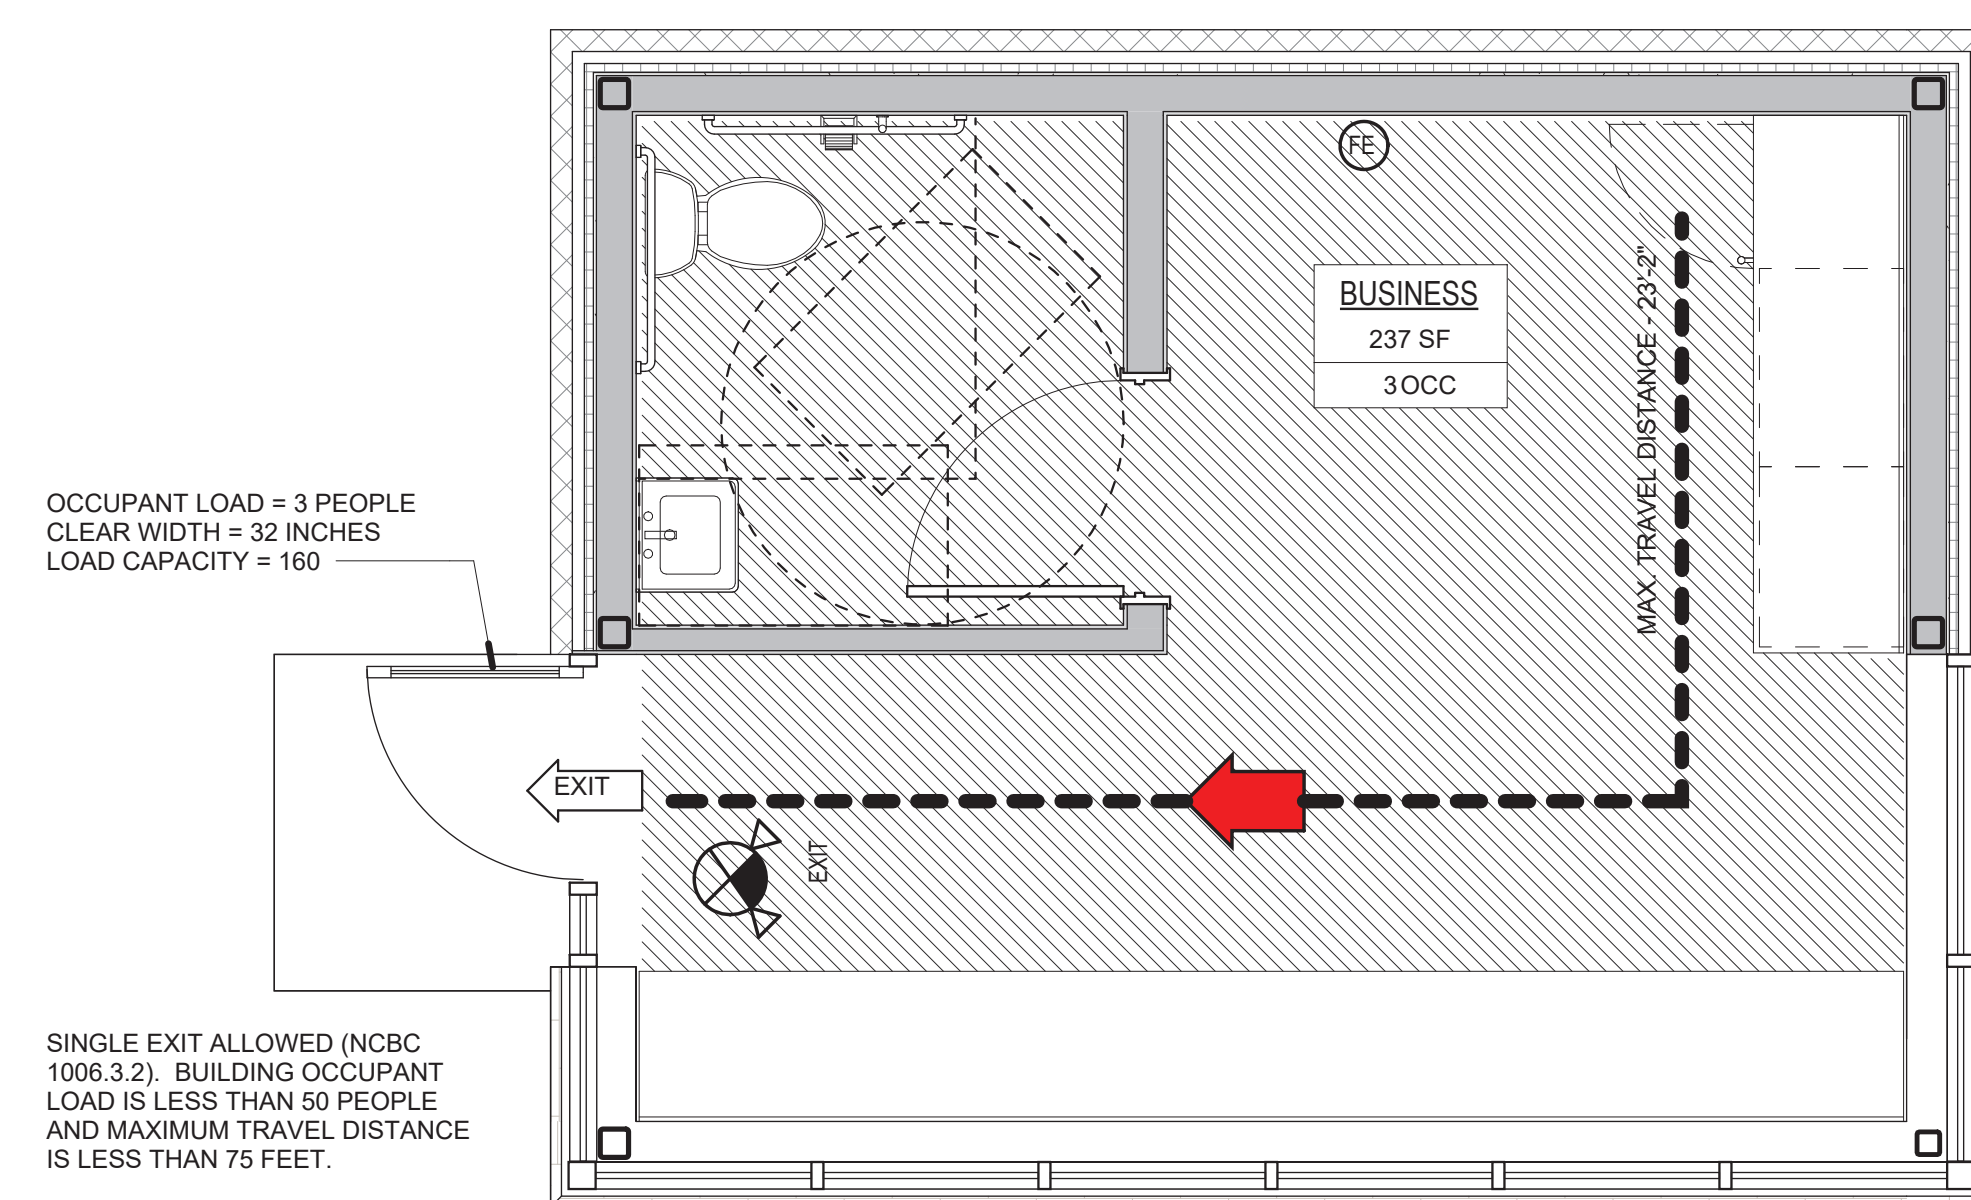 FE
BUSINESS
237 SF
3 OCC
MAX. TRAVEL DISTANCE - 23'-2"
OCCUPANT LOAD = 3 PEOPLE
CLEAR WIDTH = 32 INCHES
LOAD CAPACITY = 160
EXIT
EXIT
SINGLE EXIT ALLOWED (NCBC
1006.3.2). BUILDING OCCUPANT
LOAD IS LESS THAN 50 PEOPLE
AND MAXIMUM TRAVEL DISTANCE
IS LESS THAN 75 FEET.